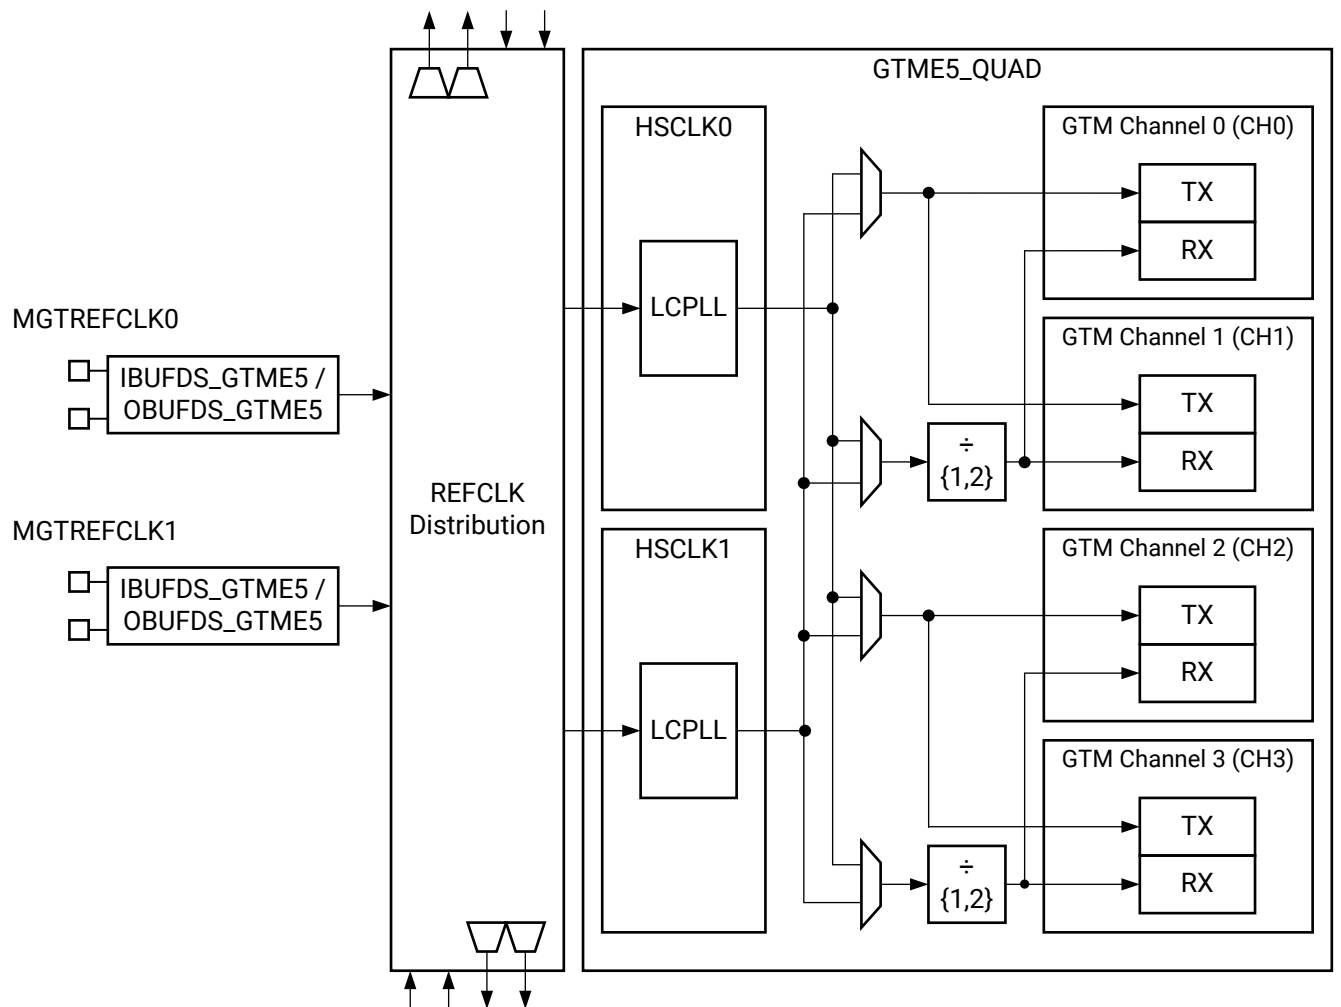 GTME5_QUAD
HSCLK0
LCPLL
HSCLK1
LCPLL
MGTREFCLK0
IBUFDS_GTME5 /
OBUFDS_GTME5
MGTREFCLK1
IBUFDS_GTME5 /
OBUFDS_GTME5
REFCLK
Distribution
÷
{1,2}
÷
{1,2}
GTM Channel 0 (CH0)
TX
RX
GTM Channel 1 (CH1)
TX
RX
GTM Channel 2 (CH2)
TX
RX
GTM Channel 3 (CH3)
TX
RX